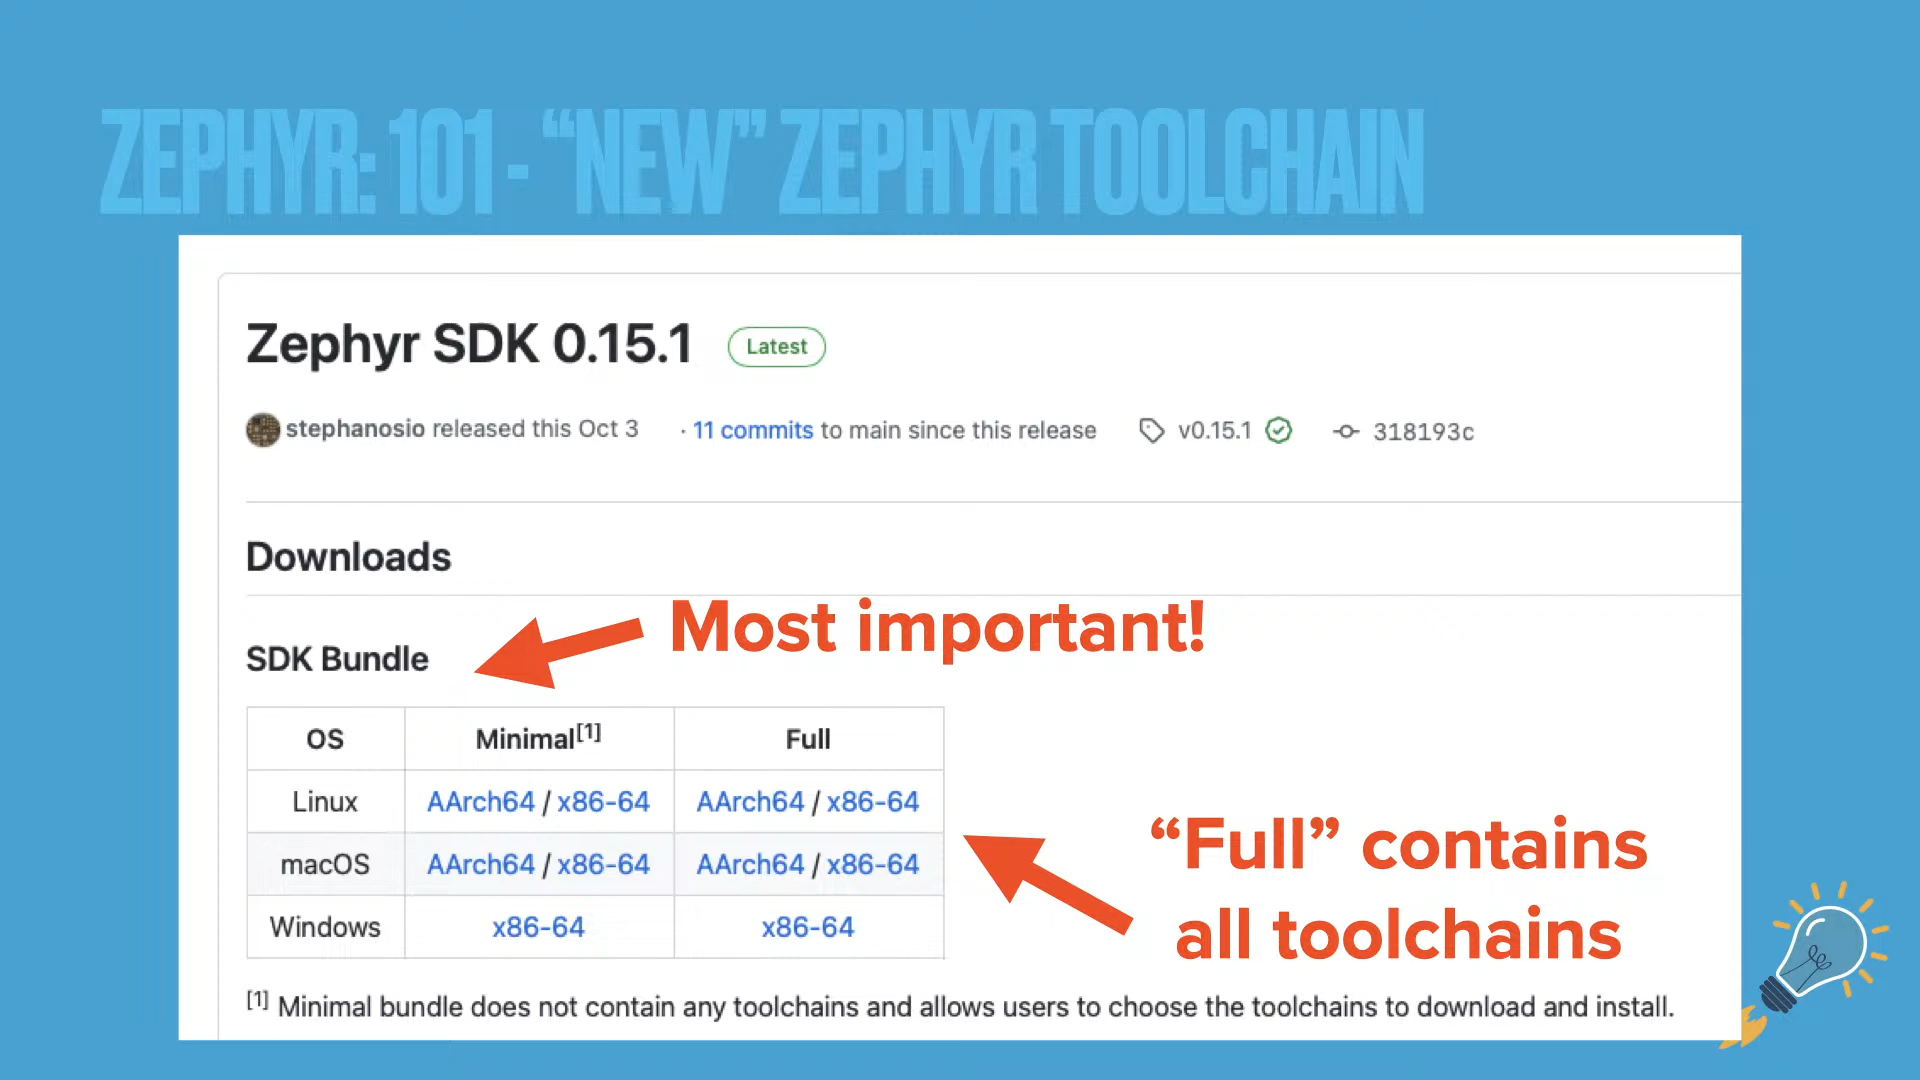 ZEPHYR: 101 - “NEW” ZEPHYR TOOLCHAIN
Zephyr SDK 0.15.1 Latest
stephanosio released this Oct 3 · 11 commits to main since this release v0.15.1 318193c
Downloads
Most important!
SDK Bundle
OS Minimal[1] Full
Linux AArch64 / x86-64 AArch64 / x86-64
macOS AArch64 / x86-64 AArch64 / x86-64
Windows x86-64 x86-64
“Full” contains
all toolchains
[1] Minimal bundle does not contain any toolchains and allows users to choose the toolchains to download and install.